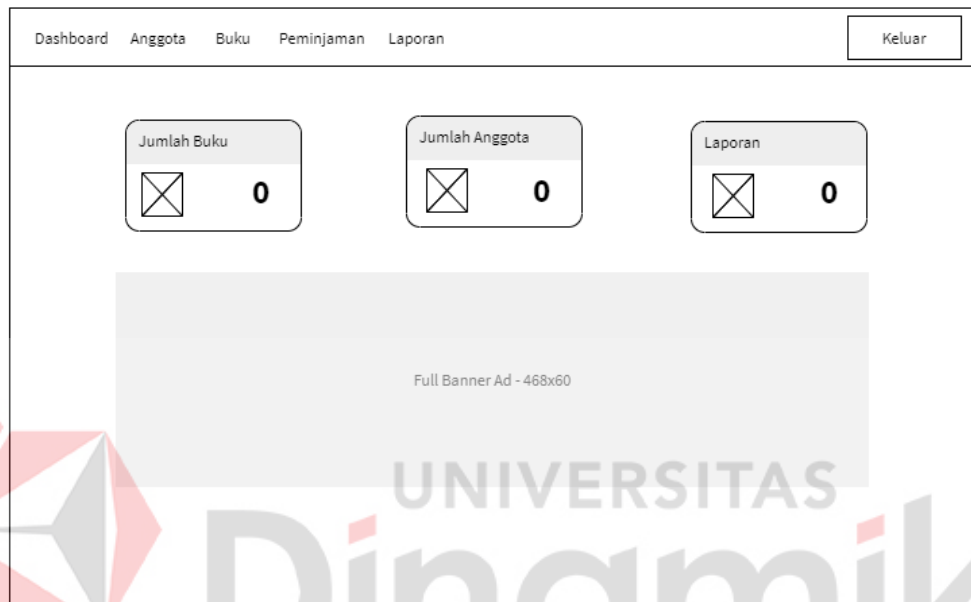 Dashboard Anggota Buku Peminjaman Laporan Keluar
Jumlah Buku Jumlah Anggota Laporan
0 0 0
Full Banner Ad - 468x60
UNIVERSITAS
Dinamik